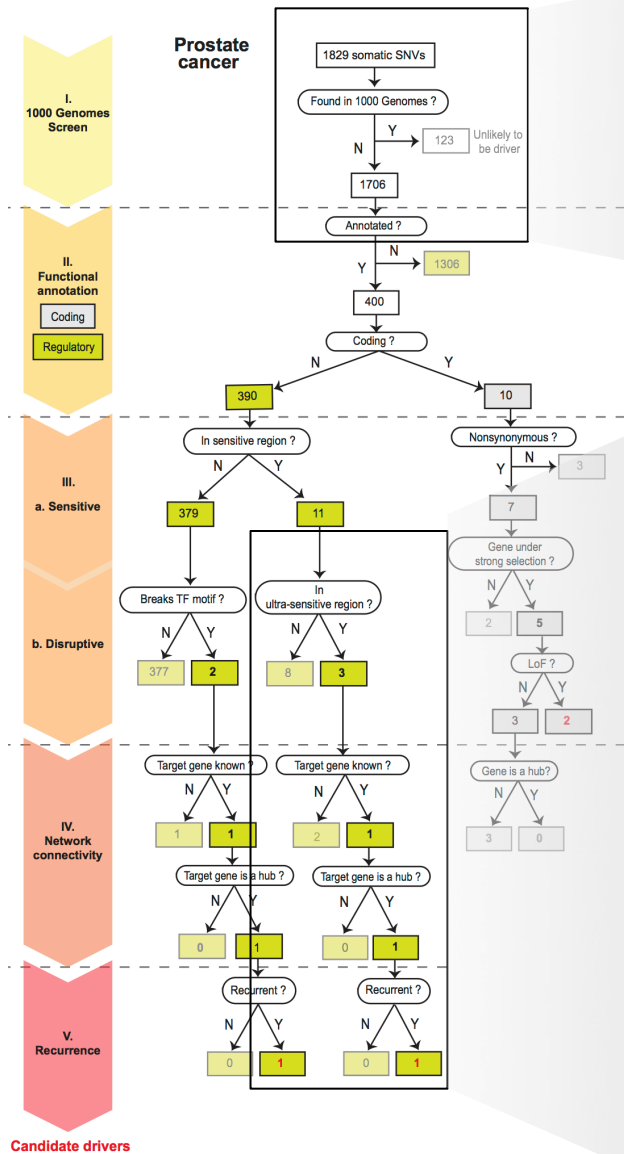 Prostate
cancer
1829 somatic SNVs
I.
1000 Genomes
Screen
Found in 1000 Genomes ?
Y
N
123
Unlikely to
be driver
1706
Annotated ?
II.
Functional
annotation
Coding
Regulatory
N
Y
1306
400
Coding ?
N
Y
390
10
In sensitive region ?
Nonsynonymous ?
N
Y
N
Y
3
III.
a. Sensitive
379
11
7
Gene under
strong selection ?
Breaks TF motif ?
In
ultra-sensitive region ?
N
Y
2
5
b. Disruptive
N
Y
N
Y
377
2
8
3
LoF ?
N
Y
3
2
Target gene known ?
Target gene known ?
Gene is a hub?
N
Y
N
Y
N
Y
IV.
Network
connectivity
1
1
2
1
3
0
Target gene is a hub ?
Target gene is a hub ?
N
Y
N
Y
0
1
0
1
Recurrent ?
Recurrent ?
V.
Recurrence
N
Y
N
Y
0
1
0
1
Candidate drivers